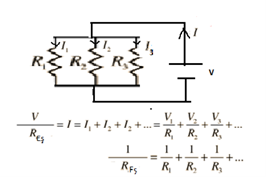 I
I₁ I₂ I₃
R₁ R₂ R₃
V
V/R_Eş = I = I₁ + I₂ + I₂ + ... = V₁/R₁ + V₂/R₂ + V₃/R₃ + ...
1/R_Eş = 1/R₁ + 1/R₂ + 1/R₃ + ...